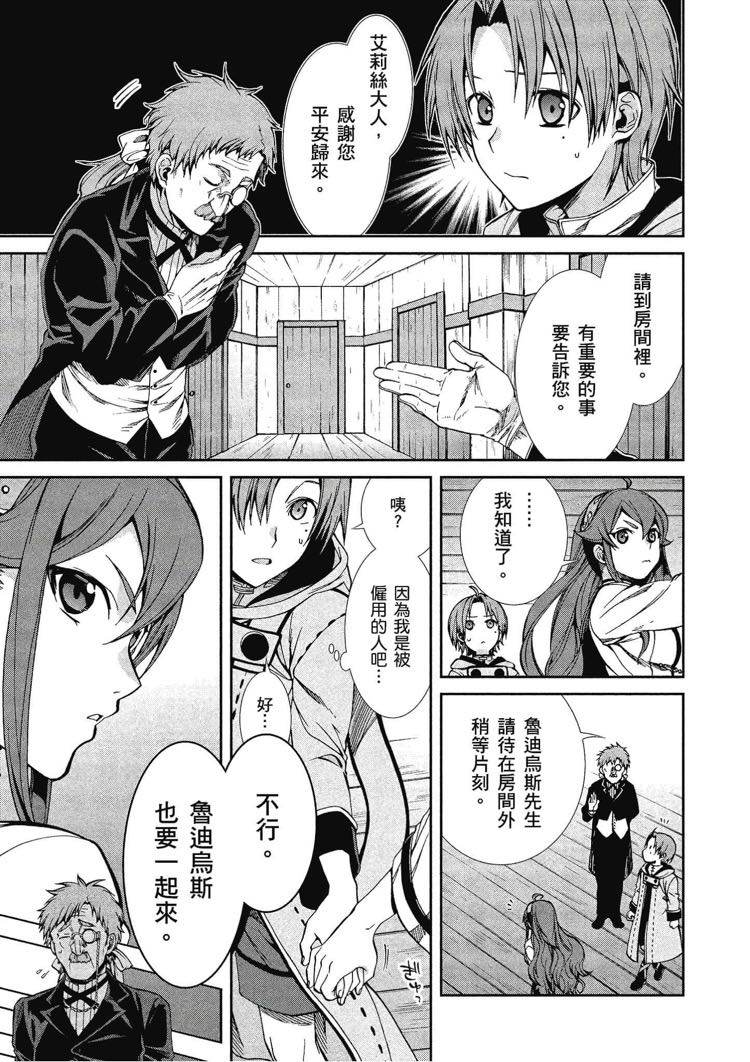 艾莉絲大人，
感謝您
平安歸來。
請到房間裡。
有重要的事
要告訴您。
……
我知道了。
魯迪烏斯先生
請待在房間外
稍等片刻。
咦？
因為我是被
僱用的人吧…
好…
不行。
魯迪烏斯
也要一起來。
ぎゅっ